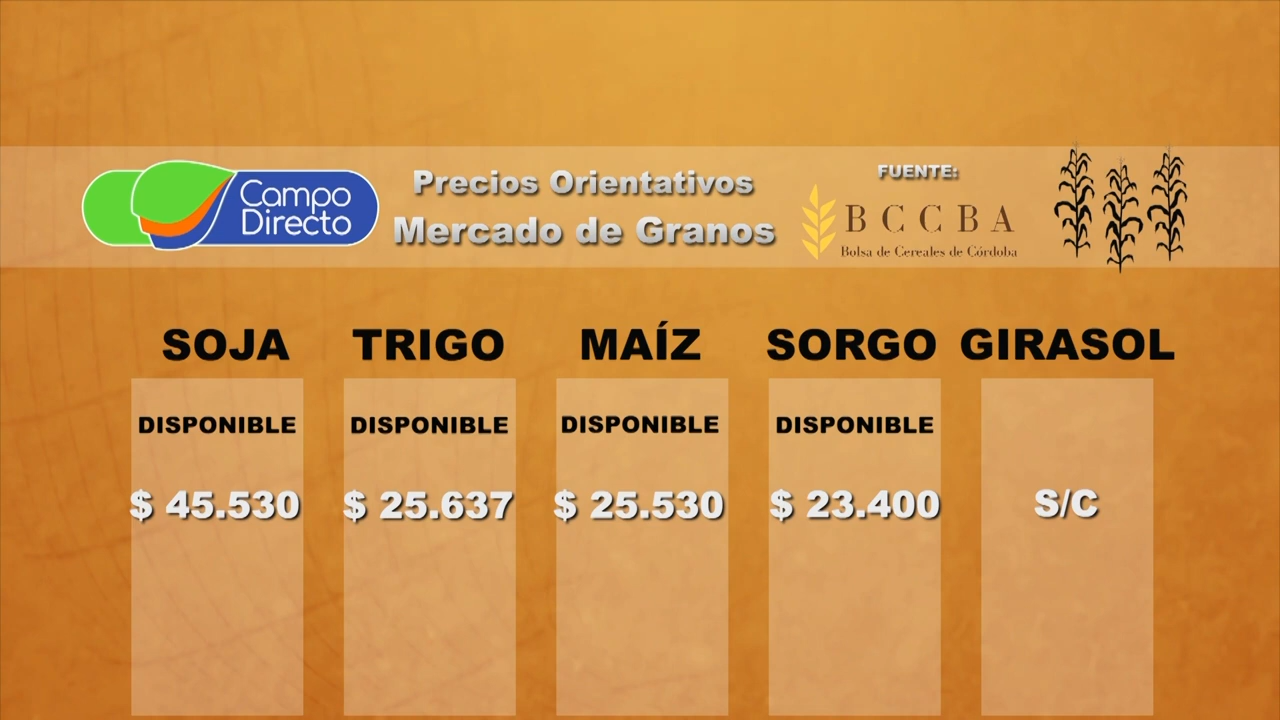 Campo
Directo
Precios Orientativos
Mercado de Granos
FUENTE:
BCCBA
Bolsa de Cereales de Córdoba
SOJA
DISPONIBLE
$ 45.530
TRIGO
DISPONIBLE
$ 25.637
MAÍZ
DISPONIBLE
$ 25.530
SORGO
DISPONIBLE
$ 23.400
GIRASOL
S/C